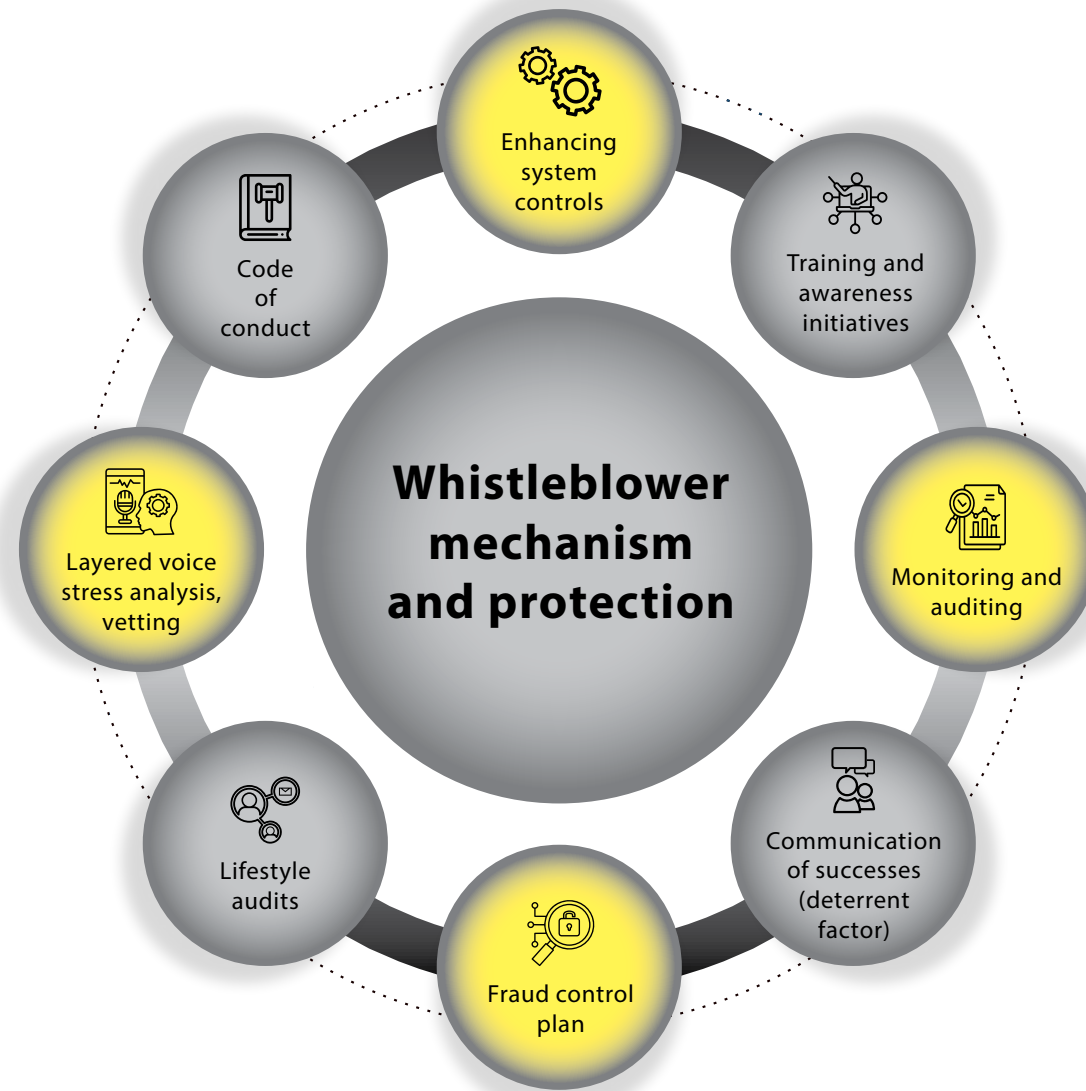 Enhancing
system
controls
Training and
awareness
initiatives
Monitoring and
auditing
Communication
of successes
(deterrent
factor)
Fraud control
plan
Lifestyle
audits
Layered voice
stress analysis,
vetting
Code
of
conduct
Whistleblower
mechanism
and protection